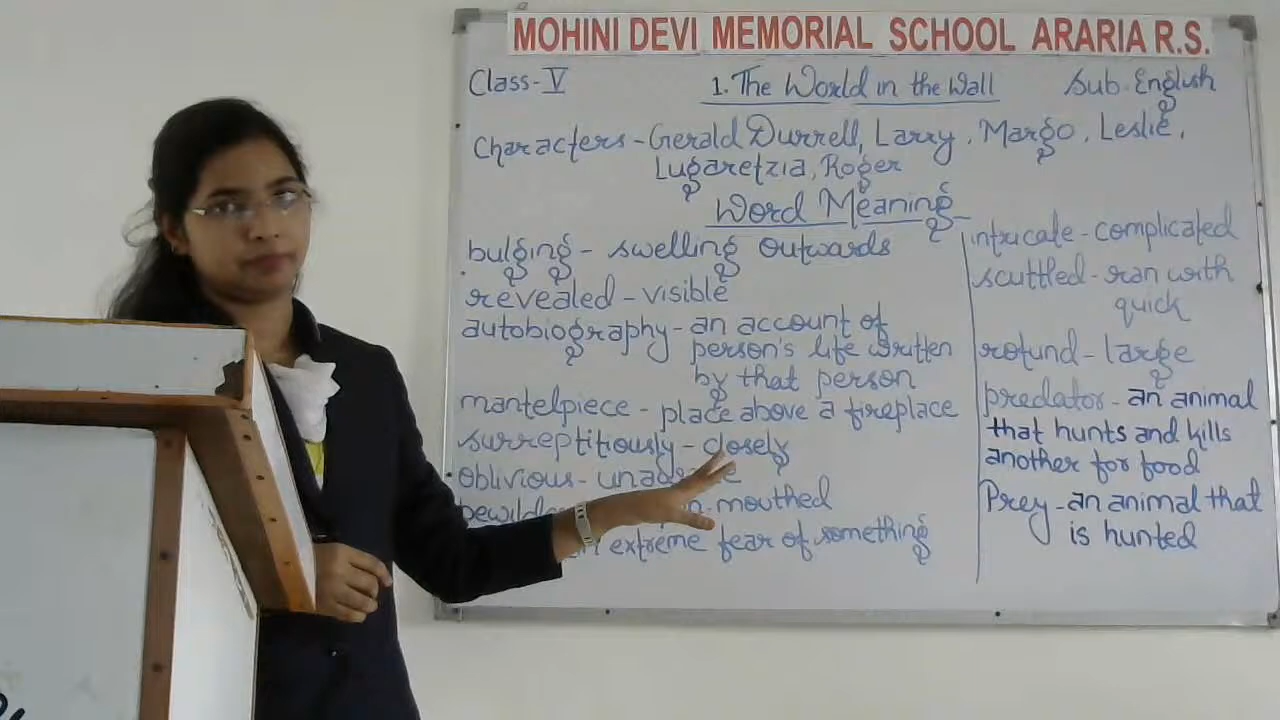 MOHINI DEVI MEMORIAL SCHOOL ARARIA R.S.
Class-V
1. The World in the Wall
Sub-English
Characters-Gerald Durrell, Larry, Margo, Leslie,
Lugaretzia, Roger
Word Meaning
bulging - swelling outwards
revealed - visible
autobiography - an account of
person's life written
by that person
mantelpiece - place above a fireplace
surreptitiously - closely
oblivious -
mouthed
extreme fear of something
intricate - complicated
scuttled - ran with
quick
rotund - large
predator - an animal
that hunts and kills
another for food
Prey - an animal that
is hunted